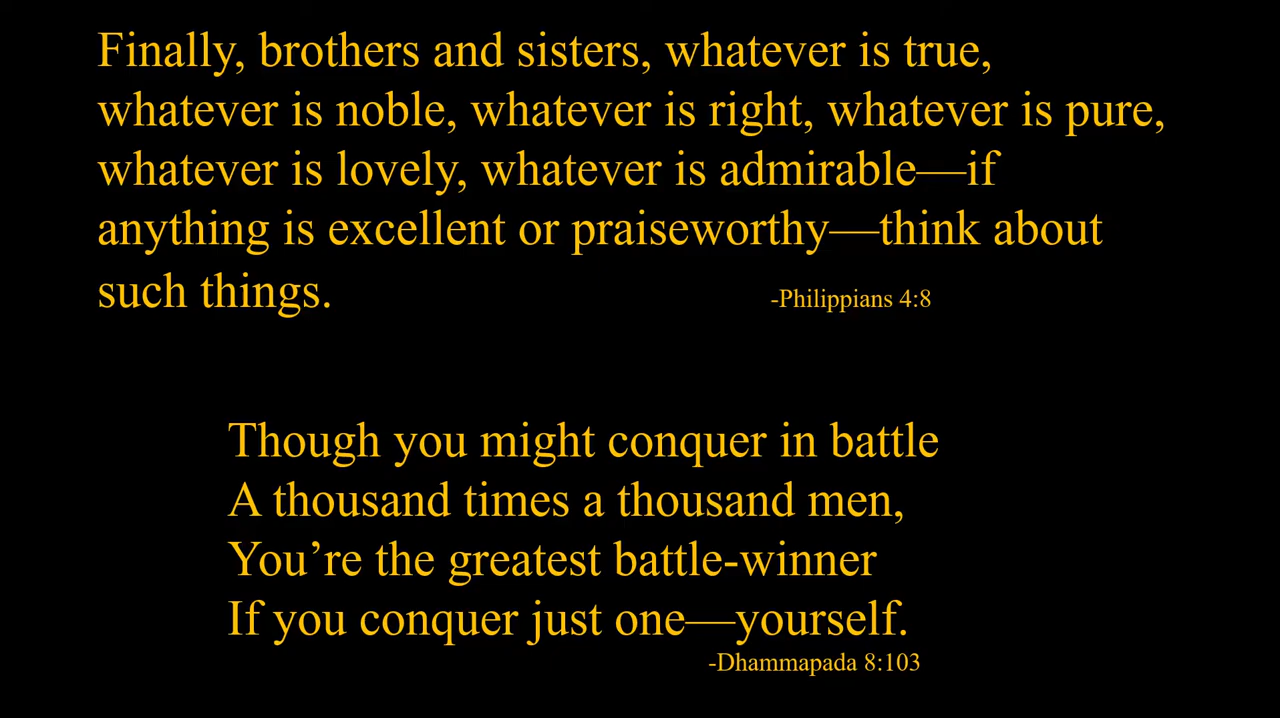 Finally, brothers and sisters, whatever is true,
whatever is noble, whatever is right, whatever is pure,
whatever is lovely, whatever is admirable—if
anything is excellent or praiseworthy—think about
such things. -Philippians 4:8
Though you might conquer in battle
A thousand times a thousand men,
You’re the greatest battle-winner
If you conquer just one—yourself.
-Dhammapada 8:103